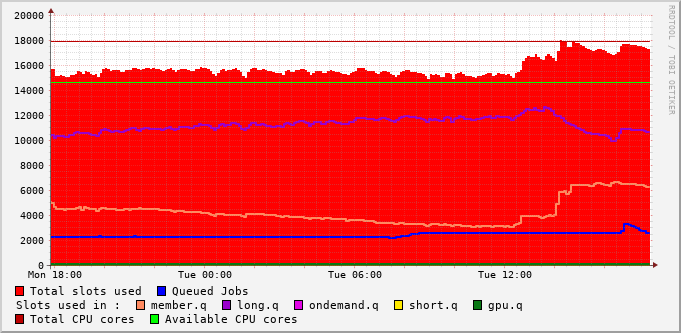 20000
18000
16000
14000
12000
10000
8000
6000
4000
2000
0
Mon 18:00 Tue 00:00 Tue 06:00 Tue 12:00
RRDTOOL / TOBI OETIKER
Total slots used Queued Jobs
Slots used in : member.q long.q ondemand.q short.q gpu.q
Total CPU cores Available CPU cores